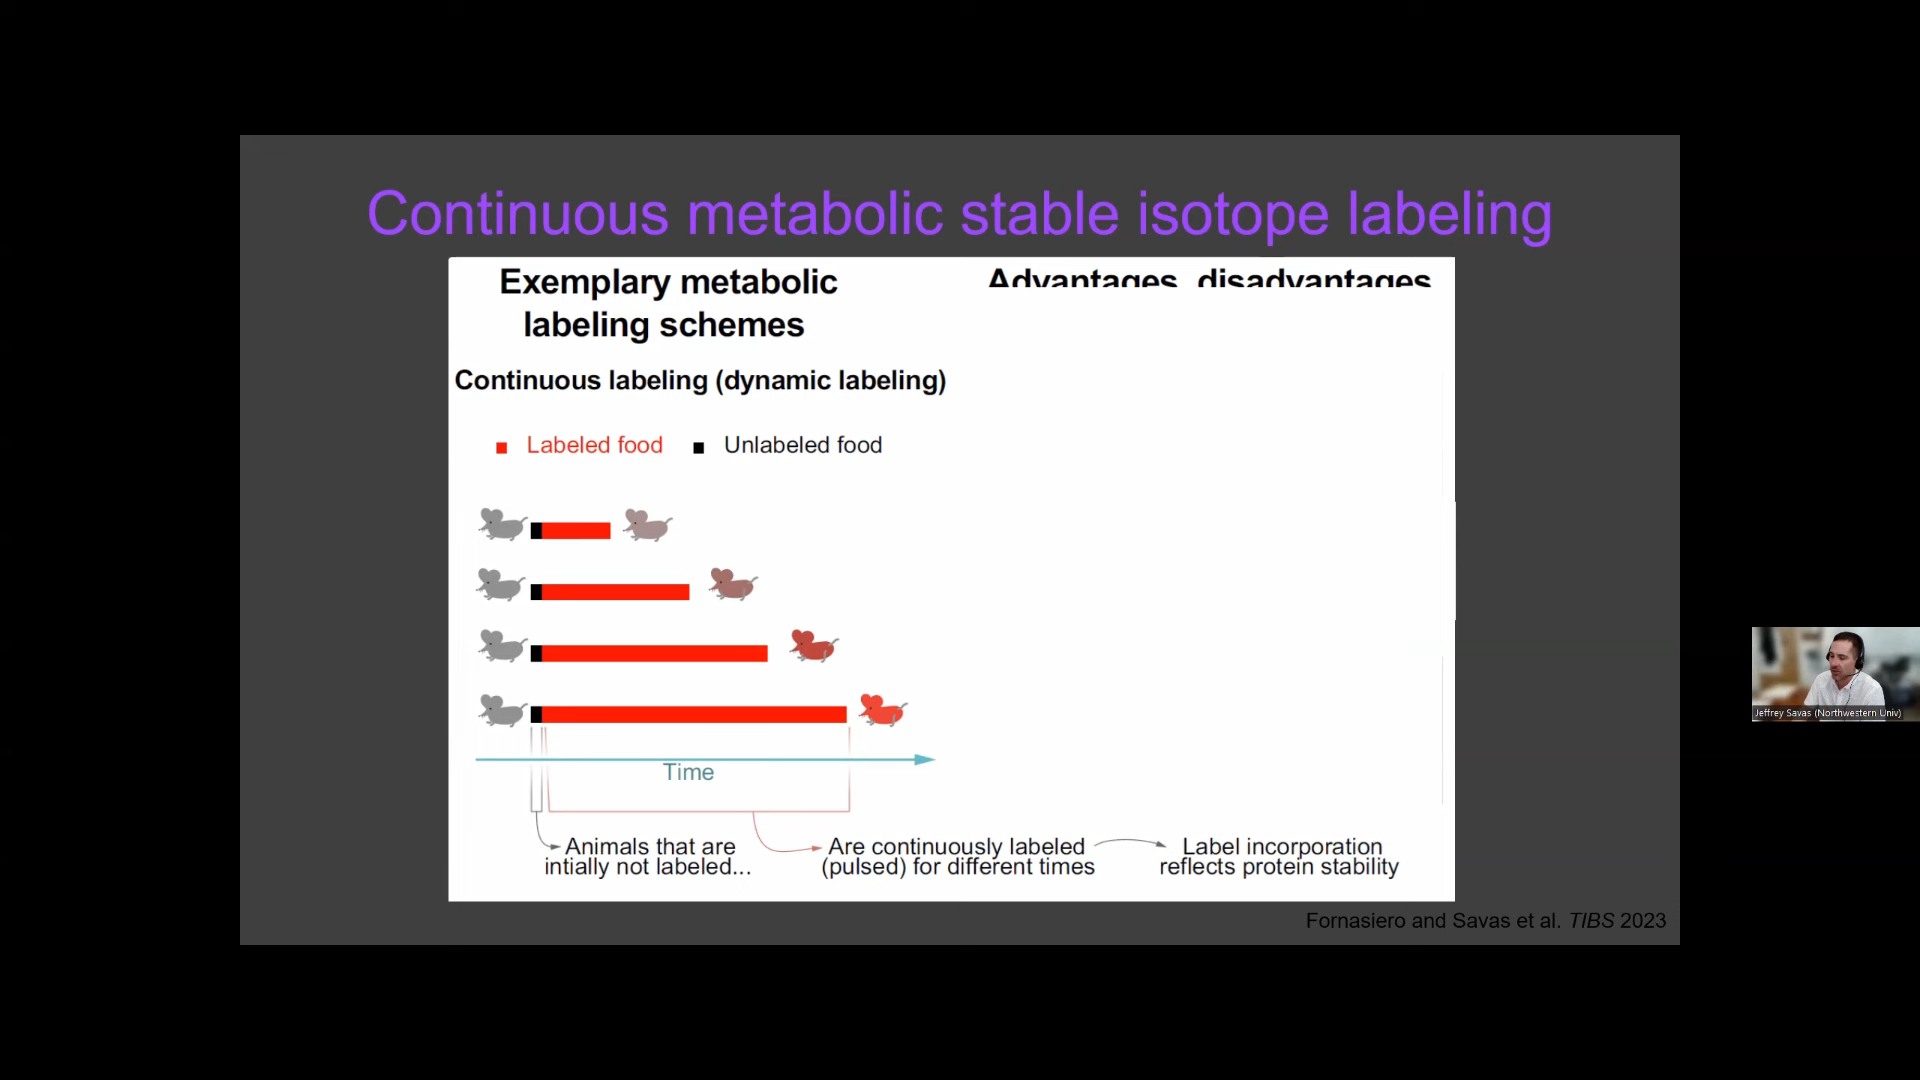 Continuous metabolic stable isotope labeling
Exemplary metabolic
labeling schemes
Advantages disadvantages
Continuous labeling (dynamic labeling)
Labeled food
Unlabeled food
Time
Animals that are
intially not labeled...
Are continuously labeled
(pulsed) for different times
Label incorporation
reflects protein stability
Fornasiero and Savas et al. TIBS 2023
Jeffrey Savas (Northwestern Univ)